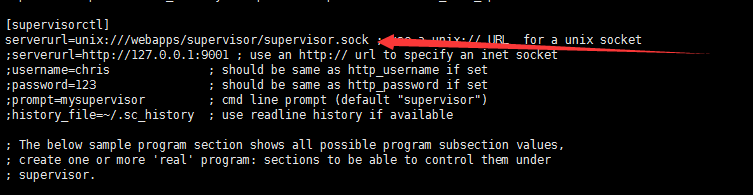 [supervisorctl]
serverurl=unix:///webapps/supervisor/supervisor.sock ; use a unix:// URL  for a unix socket
;serverurl=http://127.0.0.1:9001 ; use an http:// url to specify an inet socket
;username=chris              ; should be same as http_username if set
;password=123                ; should be same as http_password if set
;prompt=mysupervisor         ; cmd line prompt (default "supervisor")
;history_file=~/.sc_history  ; use readline history if available
; The below sample program section shows all possible program subsection values,
; create one or more 'real' program: sections to be able to control them under
; supervisor.